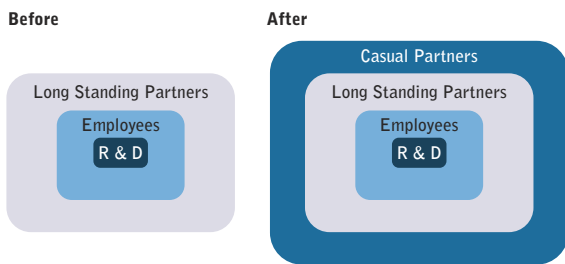 Before
Long Standing Partners
Employees
R & D
After
Casual Partners
Long Standing Partners
Employees
R & D